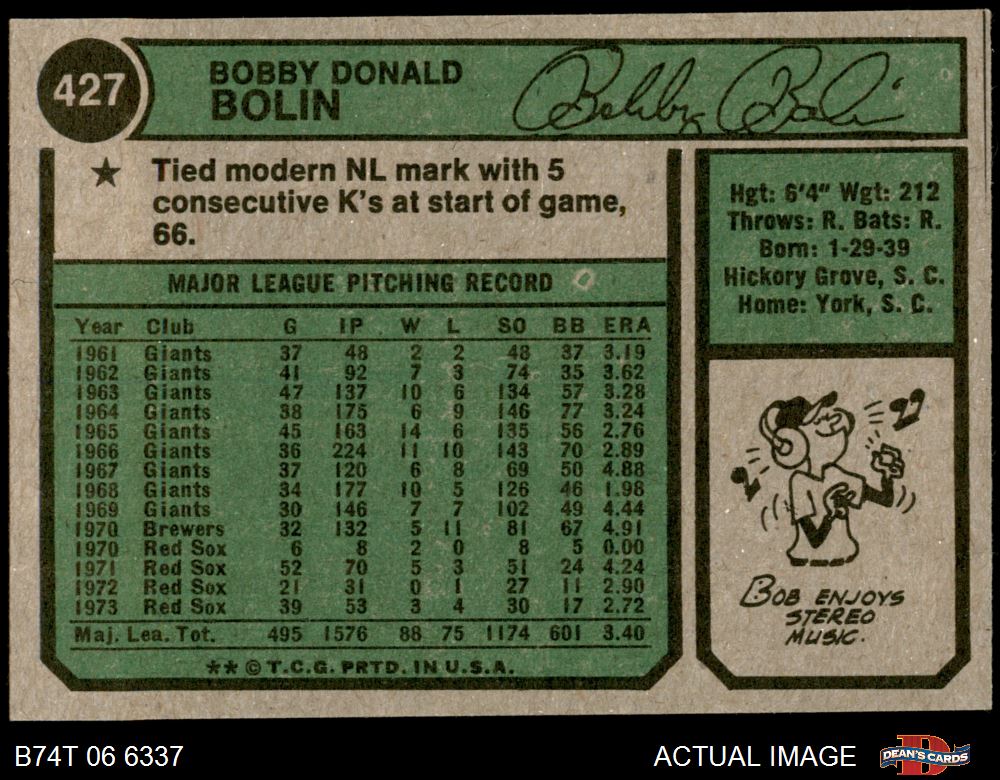 427
BOBBY DONALD
BOLIN
Bobby Bolin
★ Tied modern NL mark with 5
consecutive K's at start of game,
66.
MAJOR LEAGUE PITCHING RECORD
Year Club G IP W L SO BB ERA
1961 Giants 37 48 2 2 48 37 3.19
1962 Giants 41 92 7 3 74 35 3.62
1963 Giants 47 137 10 6 134 57 3.28
1964 Giants 38 175 6 9 146 77 3.24
1965 Giants 45 163 14 6 135 56 2.76
1966 Giants 36 224 11 10 143 70 2.89
1967 Giants 37 120 6 8 69 50 4.88
1968 Giants 34 177 10 5 126 46 1.98
1969 Giants 30 146 7 7 102 49 4.44
1970 Brewers 32 132 5 11 81 67 4.91
1970 Red Sox 6 8 2 0 8 5 0.00
1971 Red Sox 52 70 5 3 51 24 4.24
1972 Red Sox 21 31 0 1 27 11 2.90
1973 Red Sox 39 53 3 4 30 17 2.72
Maj. Lea. Tot. 495 1576 88 75 1174 601 3.40
** © T.C.G. PRTD. IN U.S.A.
Hgt: 6'4" Wgt: 212
Throws: R. Bats: R.
Born: 1-29-39
Hickory Grove, S. C.
Home: York, S. C.
BOB ENJOYS
STEREO
MUSIC.
B74T 06 6337
ACTUAL IMAGE
DEAN'S CARDS